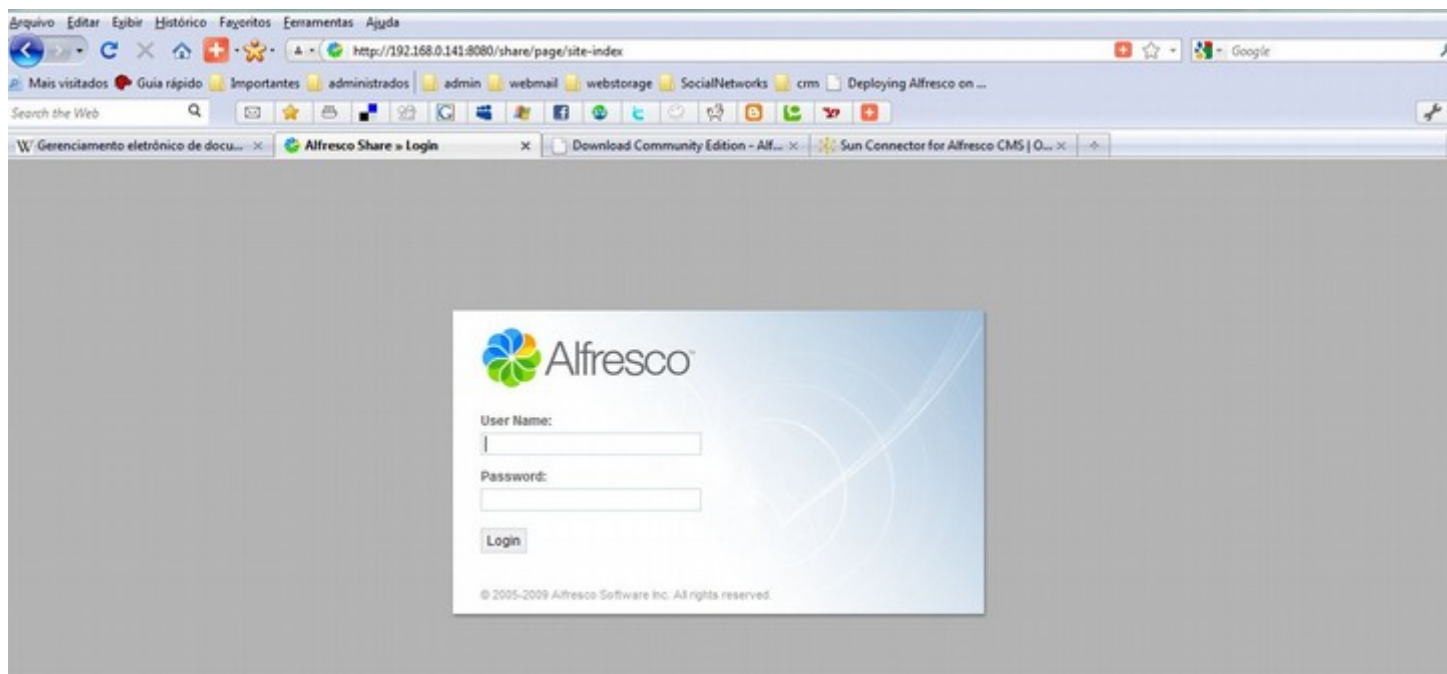 Arquivo Editar Exibir Histórico Favoritos Ferramentas Ajuda
http://192.168.0.141:8080/share/page/site-index Google
Mais visitados Guia rápido Importantes administrados admin webmail webstorage SocialNetworks crm Deploying Alfresco on ...
Search the Web
Gerenciamento eletrônico de docu... Alfresco Share » Login Download Community Edition - Alf... Sun Connector for Alfresco CMS | O...
Alfresco™
User Name:
Password:
Login
© 2005-2009 Alfresco Software Inc. All rights reserved.